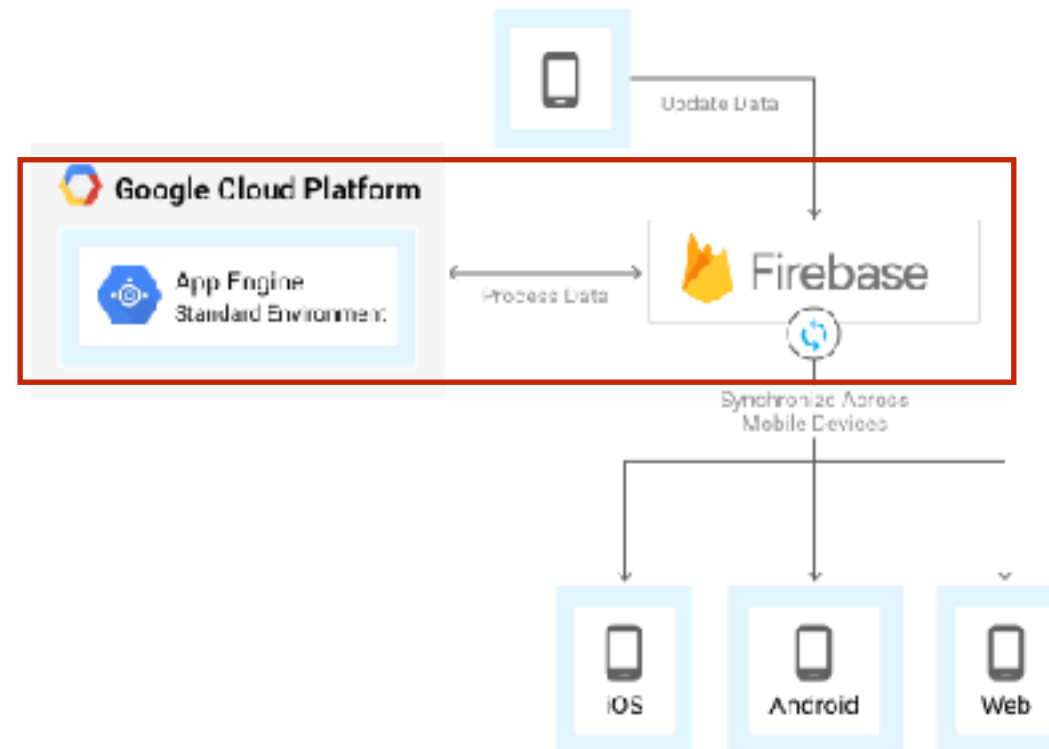 Update Data
Google Cloud Platform
App Engine
Standard Environment
Process Data
Firebase
Synchronize Across
Mobile Devices
iOS
Android
Web